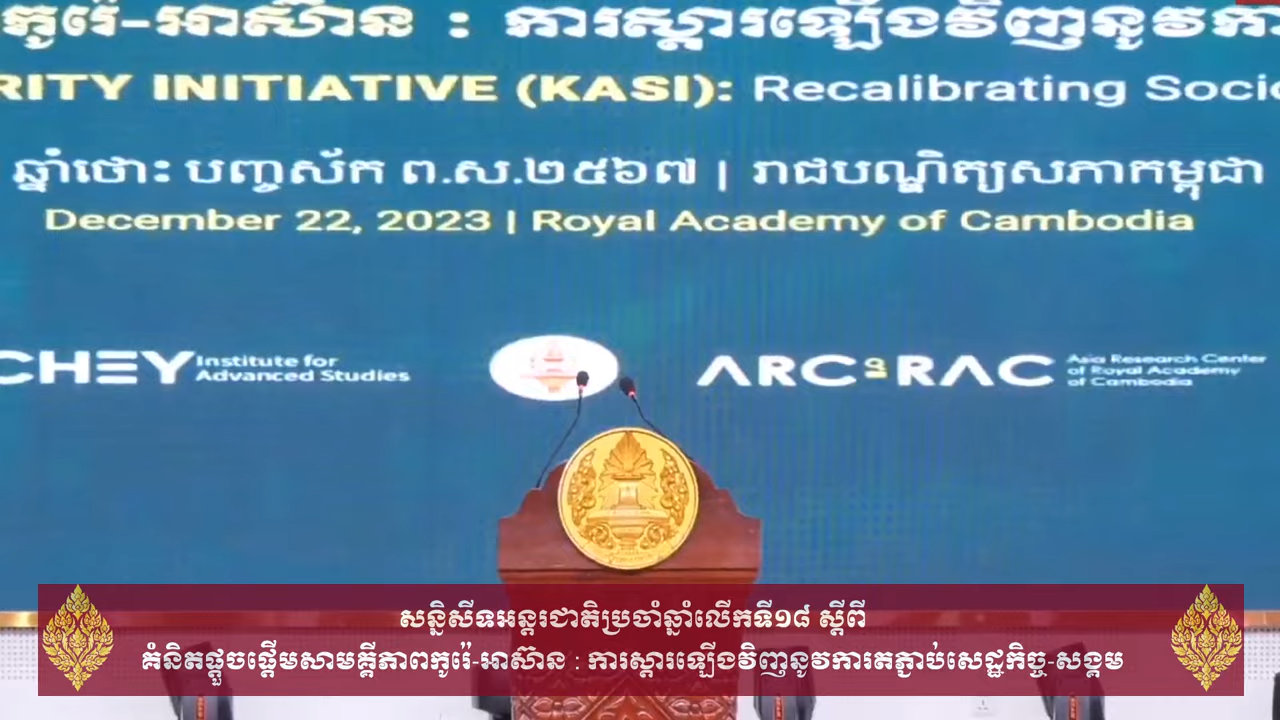 កូរ៉េ-អាស៊ាន : ការស្តារឡើងវិញនូវកា
RITY INITIATIVE (KASI): Recalibrating Socio
ឆ្នាំថោះ បញ្ចស័ក ព.ស.២៥៦៧ | រាជបណ្ឌិត្យសភាកម្ពុជា
December 22, 2023 | Royal Academy of Cambodia
CHEY Institute for Advanced Studies
ARC RAC Asia Research Center of Royal Academy of Cambodia
សន្និសីទអន្តរជាតិប្រចាំឆ្នាំលើកទី១៨ ស្តីពី
គំនិតផ្តួចផ្តើមសាមគ្គីភាពកូរ៉េ-អាស៊ាន : ការស្តារឡើងវិញនូវការតភ្ជាប់សេដ្ឋកិច្ច-សង្គម